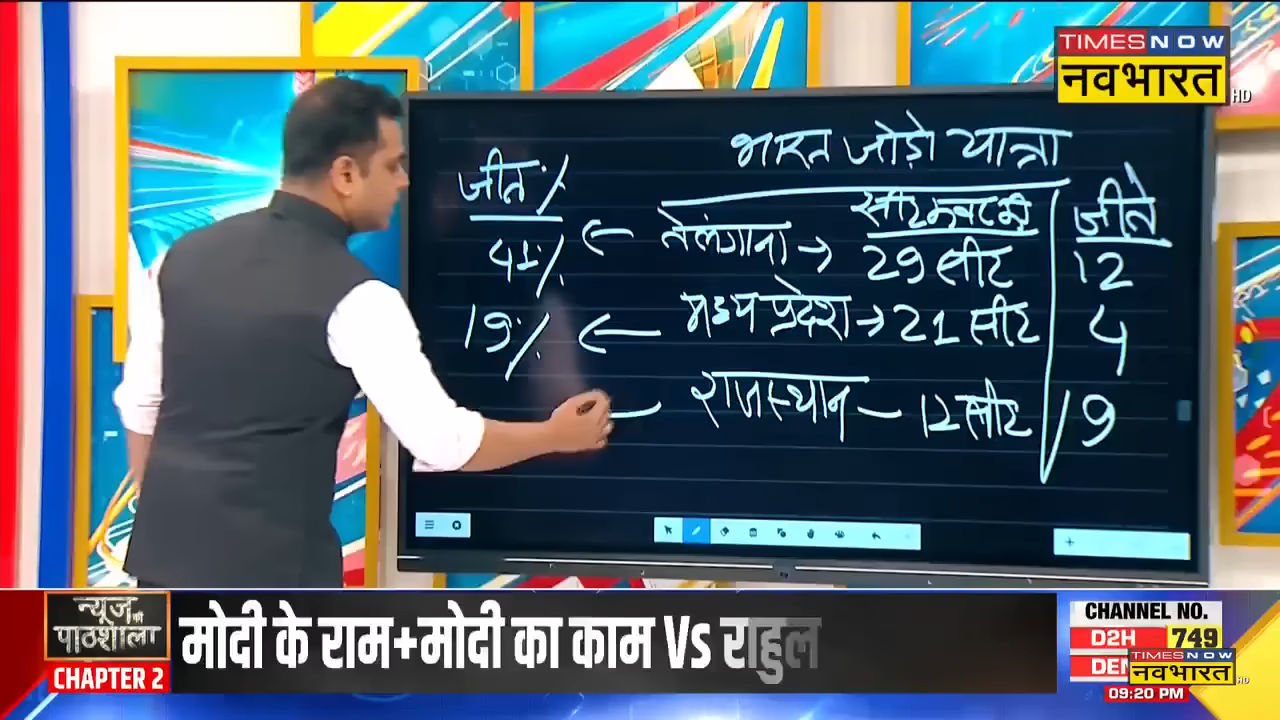 TIMES NOW
नवभारत
HD
भारत जोड़ो यात्रा
जीत %
जीते
41% ← तेलंगाना → 29 सीट 12
19% ← मध्य प्रदेश → 21 सीट 4
राजस्थान – 12 सीट 9
न्यूज़ की
पाठशाला
CHAPTER 2
मोदी के राम+मोदी का काम Vs राहुल
CHANNEL NO.
D2H 749
DEN
TIMES NOW
नवभारत
HD
09:20 PM